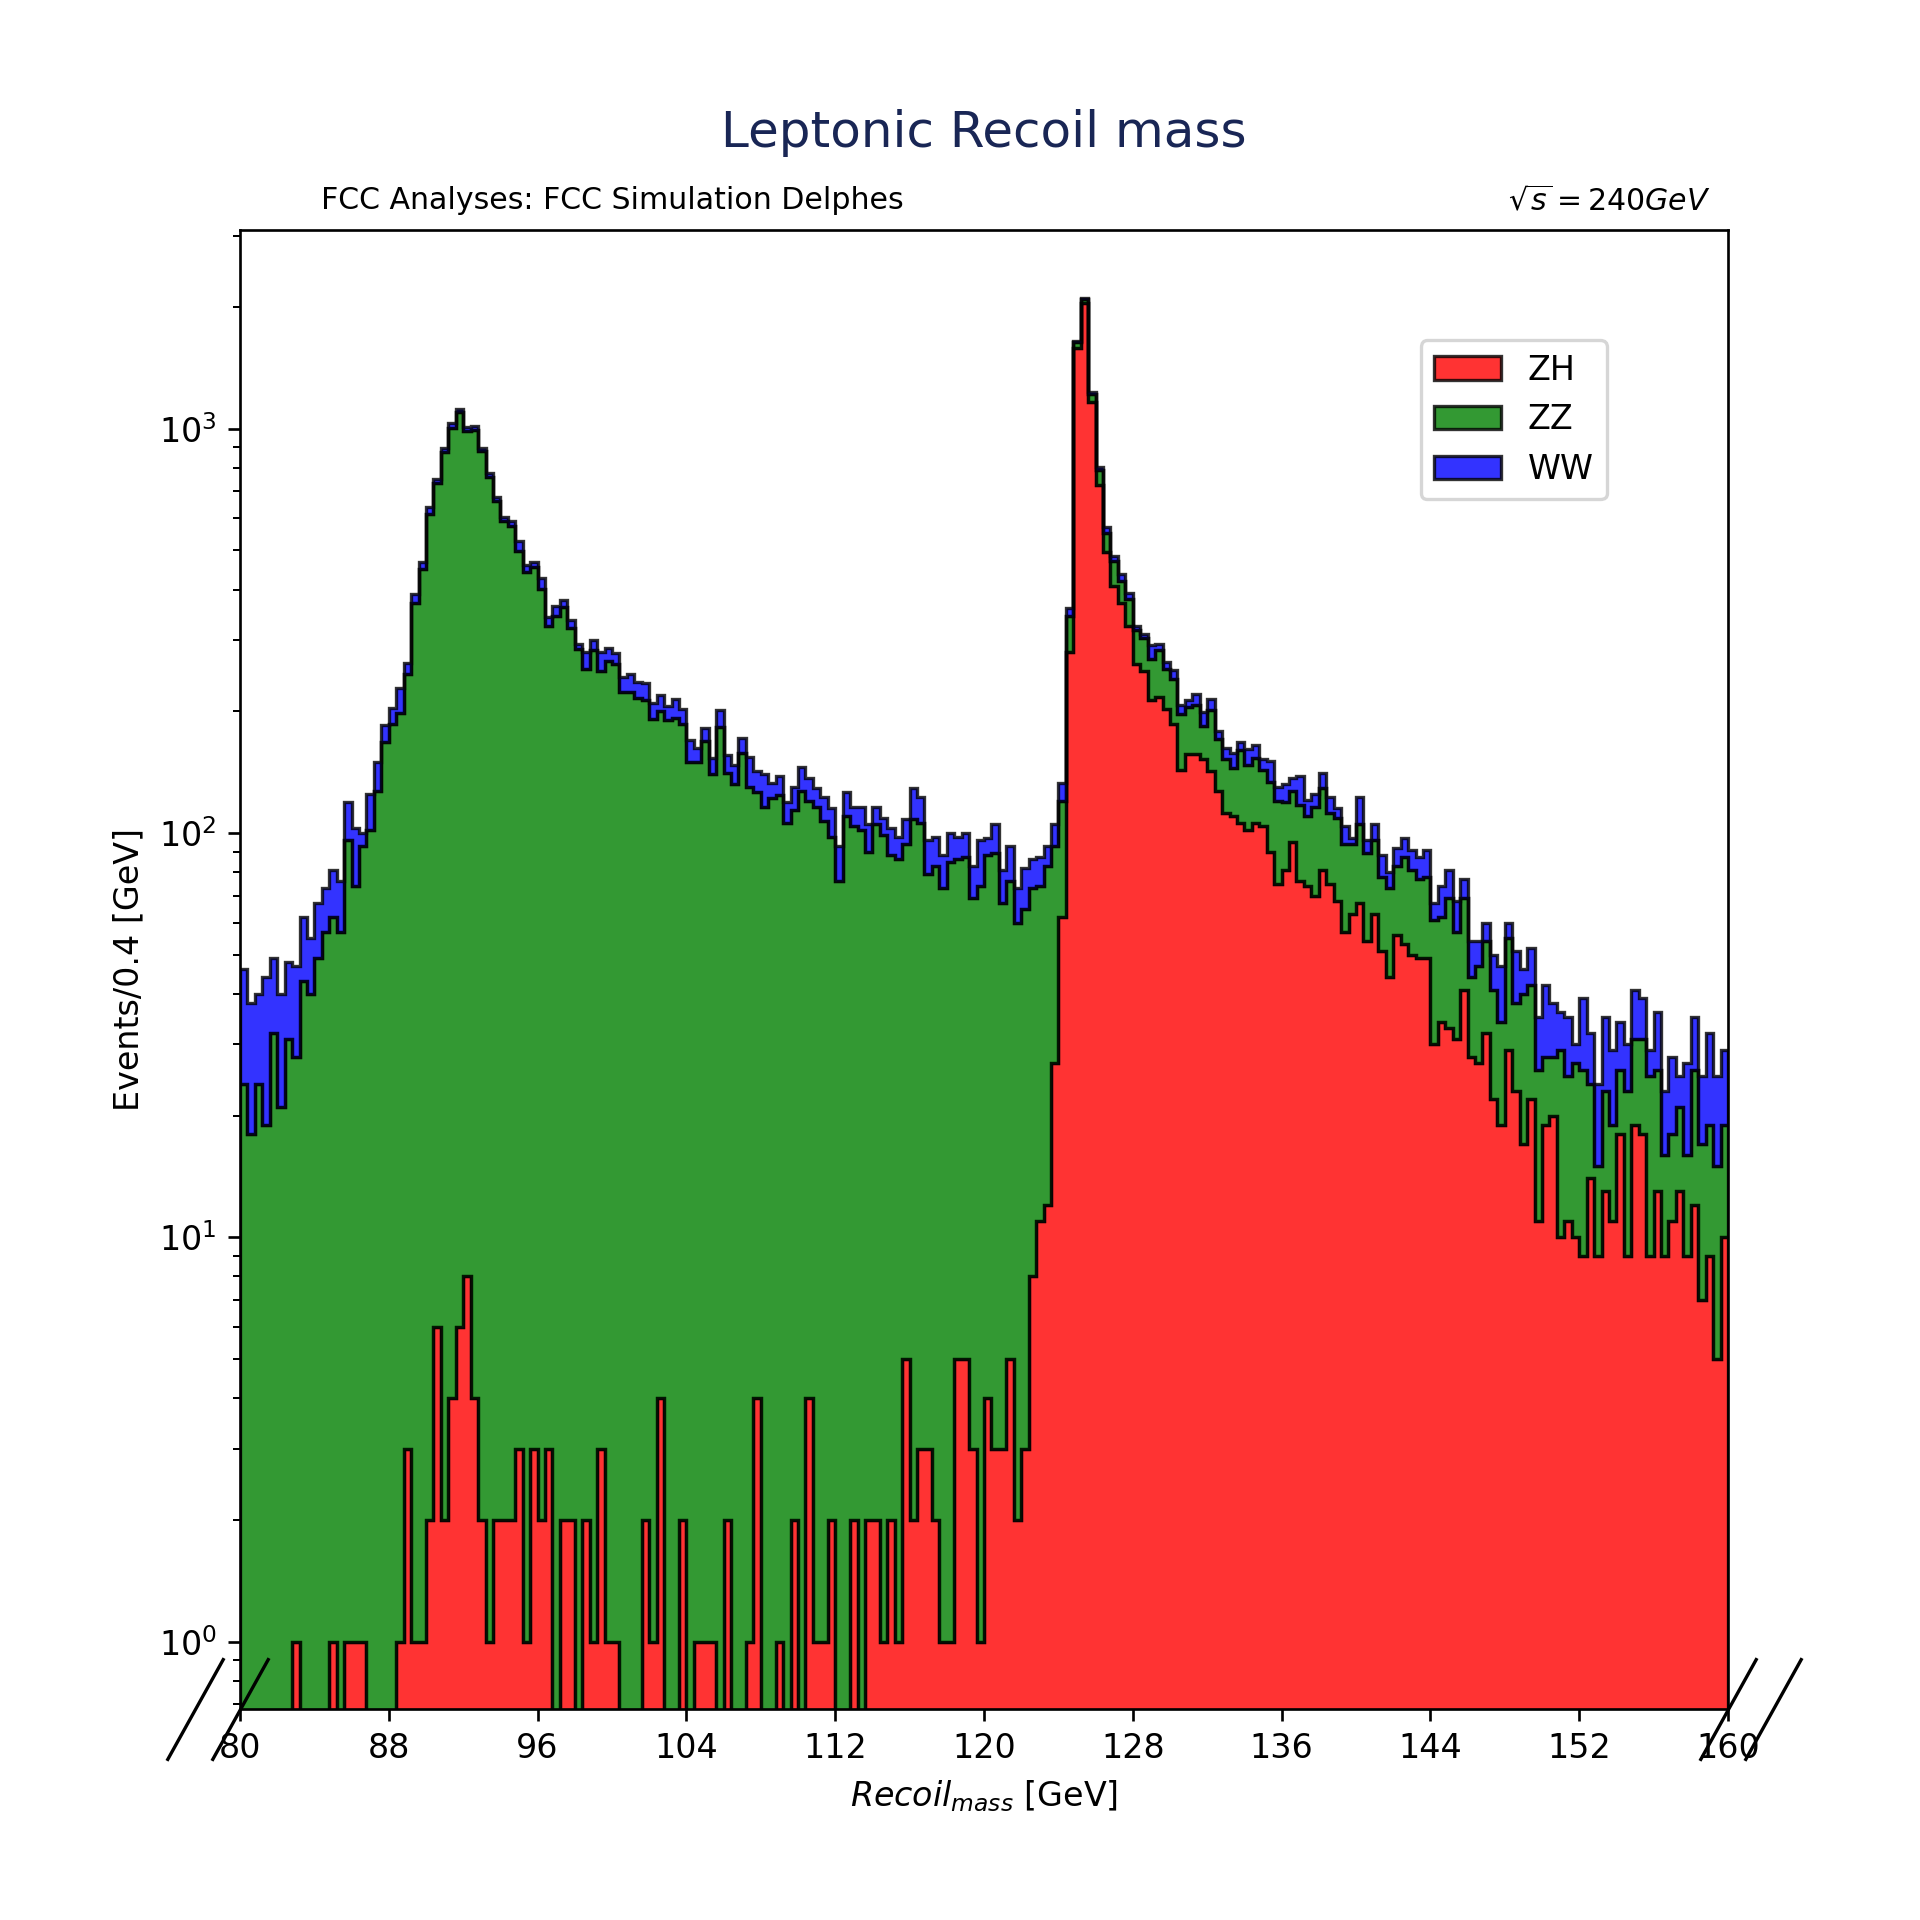 Leptonic Recoil mass
FCC Analyses: FCC Simulation Delphes
√s = 240GeV
ZH
ZZ
WW
Events/0.4 [GeV]
10³
10²
10¹
10⁰
80 88 96 104 112 120 128 136 144 152 160
Recoil_mass [GeV]